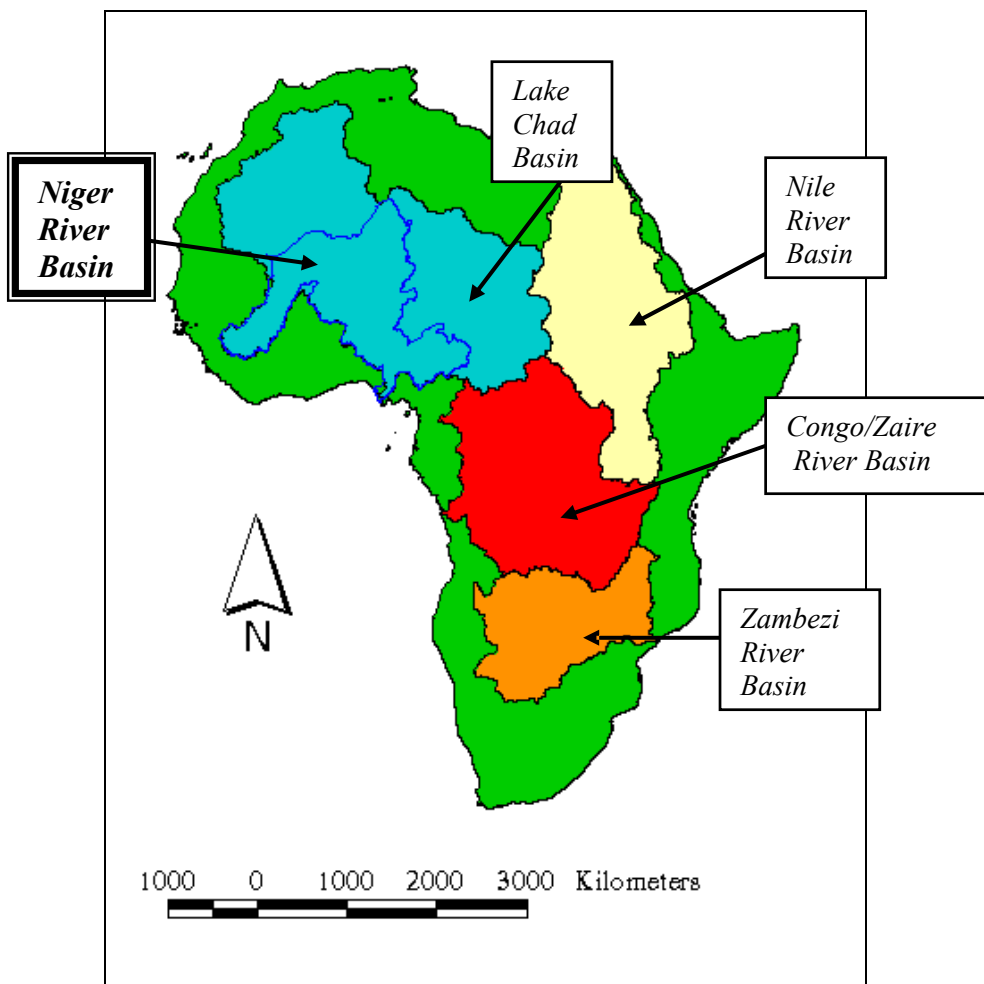 Lake
Chad
Basin
Niger
River
Basin
Nile
River
Basin
Congo/Zaire
River Basin
N
Zambezi
River
Basin
1000 0 1000 2000 3000 Kilometers